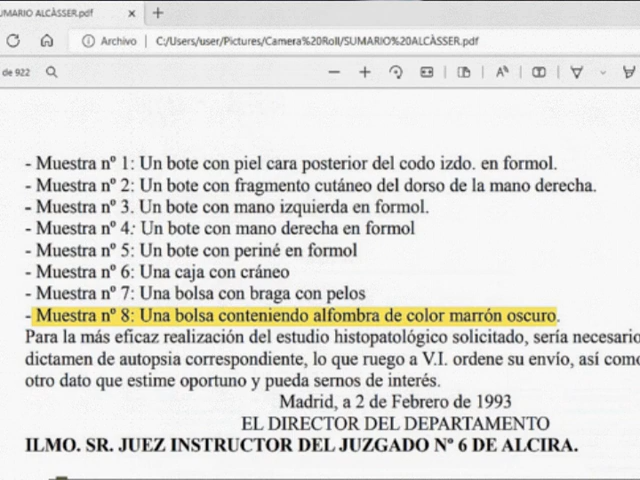 SUMARIO ALCÀSSER.pdf
Archivo | C:/Users/user/Pictures/Camera%20Roll/SUMARIO%20ALCÀSSER.pdf
de 922
- Muestra nº 1: Un bote con piel cara posterior del codo izdo. en formol.
- Muestra nº 2: Un bote con fragmento cutáneo del dorso de la mano derecha.
- Muestra nº 3. Un bote con mano izquierda en formol.
- Muestra nº 4: Un bote con mano derecha en formol
- Muestra nº 5: Un bote con periné en formol
- Muestra nº 6: Una caja con cráneo
- Muestra nº 7: Una bolsa con braga con pelos
- Muestra nº 8: Una bolsa conteniendo alfombra de color marrón oscuro.
Para la más eficaz realización del estudio histopatológico solicitado, sería necesario
dictamen de autopsia correspondiente, lo que ruego a V.I. ordene su envío, así como
otro dato que estime oportuno y pueda sernos de interés.
Madrid, a 2 de Febrero de 1993
EL DIRECTOR DEL DEPARTAMENTO
ILMO. SR. JUEZ INSTRUCTOR DEL JUZGADO Nº 6 DE ALCIRA.